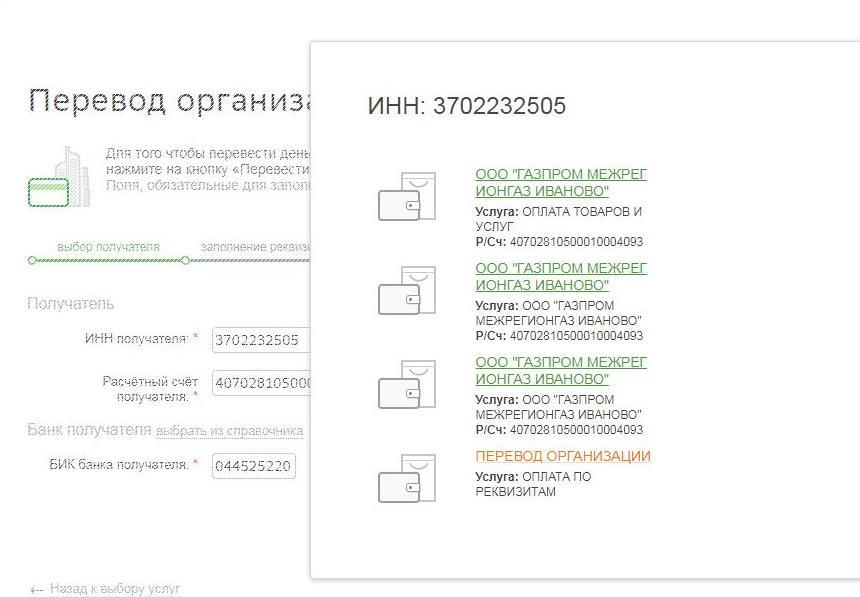 Перевод организа
Для того чтобы перевести день
нажмите на кнопку «Перевести
Поля, обязательные для запол
выбор получателя
заполнение реквизи
Получатель
ИНН получателя: * 3702232505
Расчётный счёт
получателя: * 40702810500
Банк получателя выбрать из справочника
БИК банка получателя: * 044525220
← Назад к выбору услуг
ИНН: 3702232505
ООО "ГАЗПРОМ МЕЖРЕГ
ИОНГАЗ ИВАНОВО"
Услуга: ОПЛАТА ТОВАРОВ И
УСЛУГ
Р/Сч: 40702810500010004093
ООО "ГАЗПРОМ МЕЖРЕГ
ИОНГАЗ ИВАНОВО"
Услуга: ООО "ГАЗПРОМ
МЕЖРЕГИОНГАЗ ИВАНОВО"
Р/Сч: 40702810500010004093
ООО "ГАЗПРОМ МЕЖРЕГ
ИОНГАЗ ИВАНОВО"
Услуга: ООО "ГАЗПРОМ
МЕЖРЕГИОНГАЗ ИВАНОВО"
Р/Сч: 40702810500010004093
ПЕРЕВОД ОРГАНИЗАЦИИ
Услуга: ОПЛАТА ПО
РЕКВИЗИТАМ